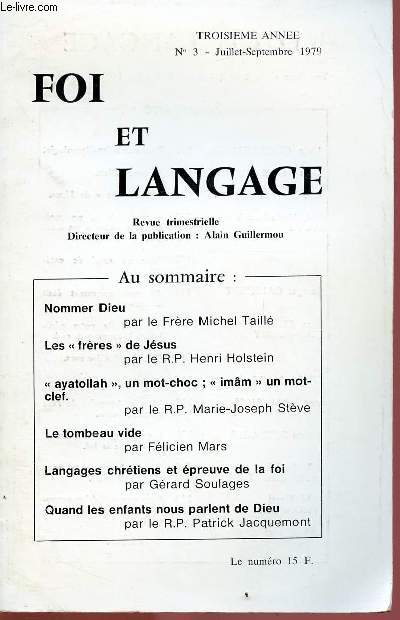 Le-livre.com
TROISIEME ANNEE
N° 3 - Juillet-Septembre 1979
FOI
ET
LANGAGE
Revue trimestrielle
Directeur de la publication : Alain Guillermou
Au sommaire :
Nommer Dieu
par le Frère Michel Taillé
Les « frères » de Jésus
par le R.P. Henri Holstein
« ayatollah », un mot-choc ; « imâm » un mot-
clef.
par le R.P. Marie-Joseph Stève
Le tombeau vide
par Félicien Mars
Langages chrétiens et épreuve de la foi
par Gérard Soulages
Quand les enfants nous parlent de Dieu
par le R.P. Patrick Jacquemont
Le numéro 15 F.